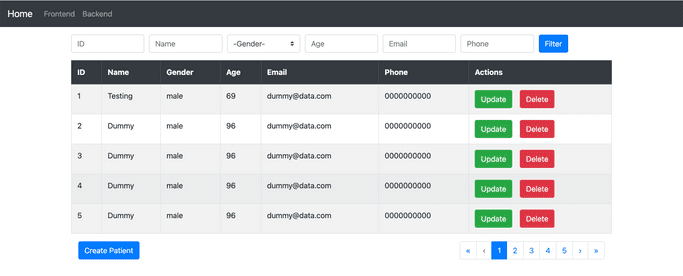 Home Frontend Backend
ID Name -Gender- Age Email Phone Filter
ID Name Gender Age Email Phone Actions
1 Testing male 69 dummy@data.com 0000000000 Update Delete
2 Dummy male 96 dummy@data.com 0000000000 Update Delete
3 Dummy male 96 dummy@data.com 0000000000 Update Delete
4 Dummy male 96 dummy@data.com 0000000000 Update Delete
5 Dummy male 96 dummy@data.com 0000000000 Update Delete
Create Patient « ‹ 1 2 3 4 5 › »